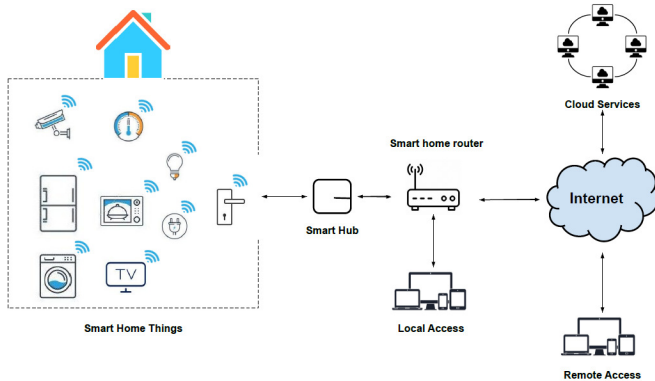 Cloud Services
Smart home router
Internet
Smart Hub
TV
Smart Home Things
Local Access
Remote Access